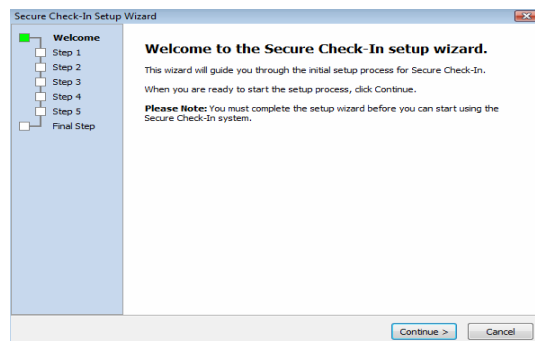 Secure Check-In Setup Wizard
Welcome
Step 1
Step 2
Step 3
Step 4
Step 5
Final Step
Welcome to the Secure Check-In setup wizard.
This wizard will guide you through the initial setup process for Secure Check-In.
When you are ready to start the setup process, click Continue.
Please Note: You must complete the setup wizard before you can start using the
Secure Check-In system.
Continue >
Cancel